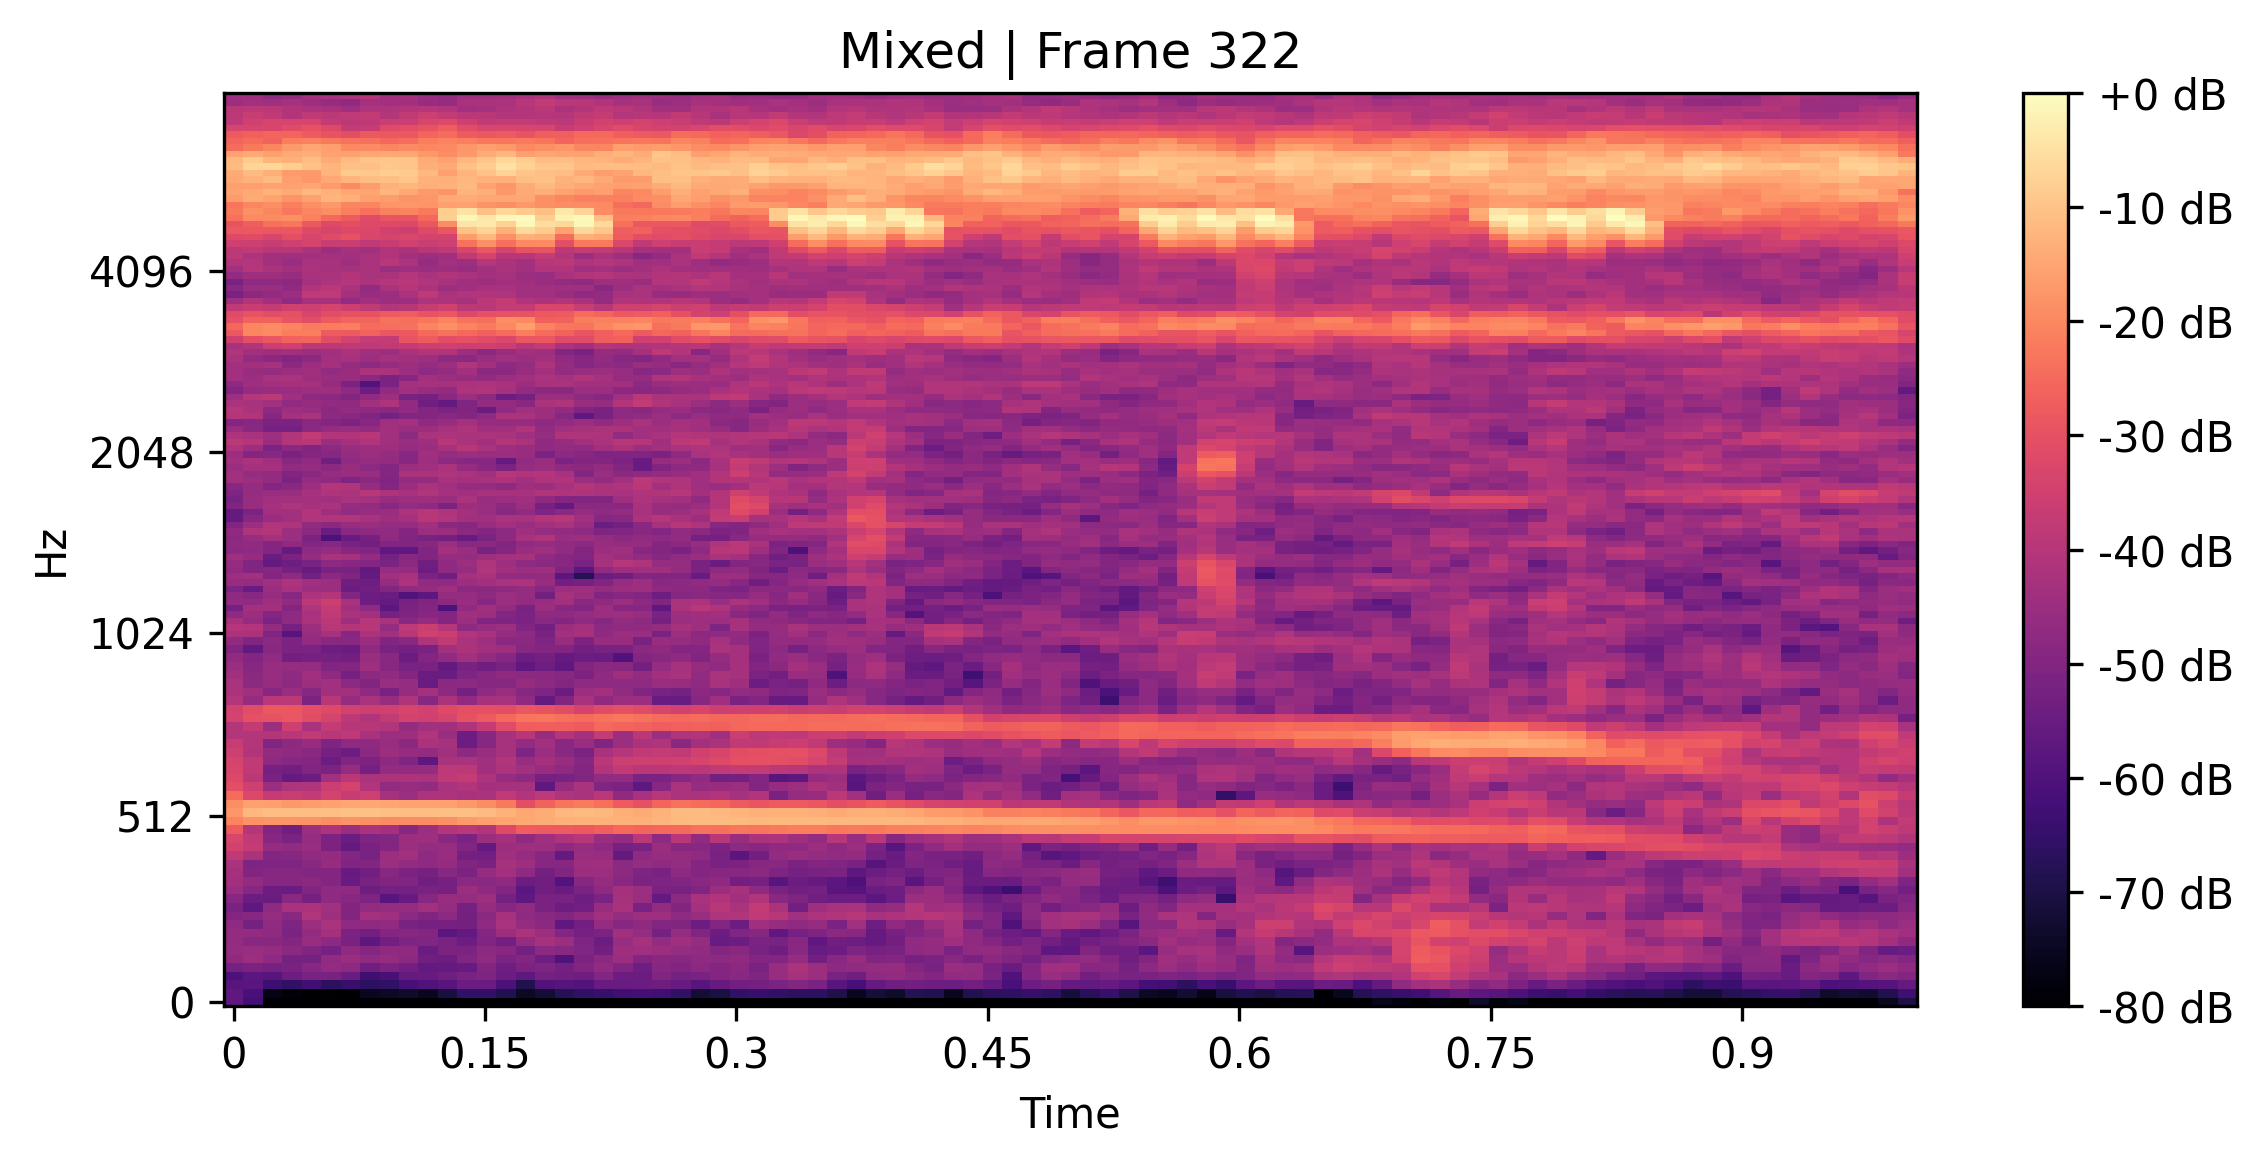 Mixed | Frame 322
Hz
4096
2048
1024
512
0
0 0.15 0.3 0.45 0.6 0.75 0.9
Time
+0 dB
-10 dB
-20 dB
-30 dB
-40 dB
-50 dB
-60 dB
-70 dB
-80 dB